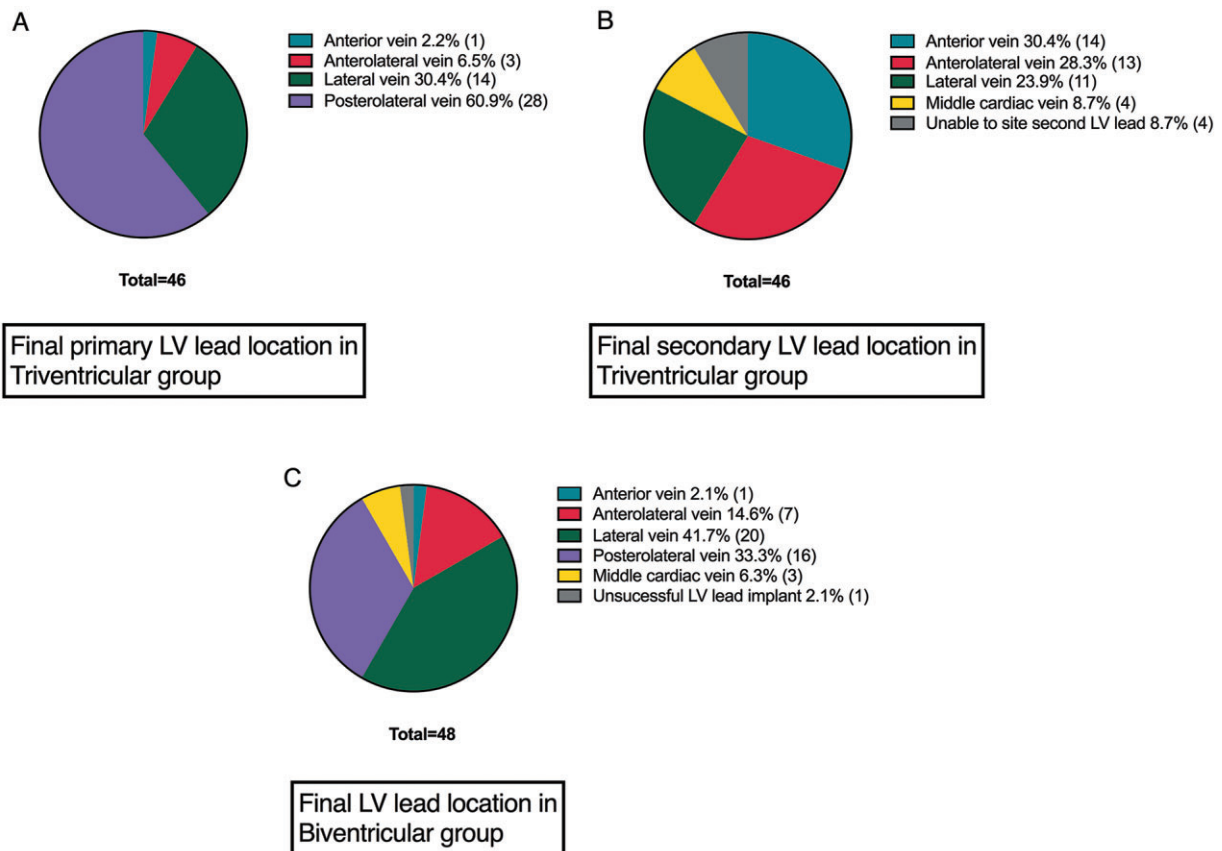 A
Anterior vein 2.2% (1)
Anterolateral vein 6.5% (3)
Lateral vein 30.4% (14)
Posterolateral vein 60.9% (28)
Total=46
Final primary LV lead location in
Triventricular group
B
Anterior vein 30.4% (14)
Anterolateral vein 28.3% (13)
Lateral vein 23.9% (11)
Middle cardiac vein 8.7% (4)
Unable to site second LV lead 8.7% (4)
Total=46
Final secondary LV lead location in
Triventricular group
C
Anterior vein 2.1% (1)
Anterolateral vein 14.6% (7)
Lateral vein 41.7% (20)
Posterolateral vein 33.3% (16)
Middle cardiac vein 6.3% (3)
Unsucessful LV lead implant 2.1% (1)
Total=48
Final LV lead location in
Biventricular group